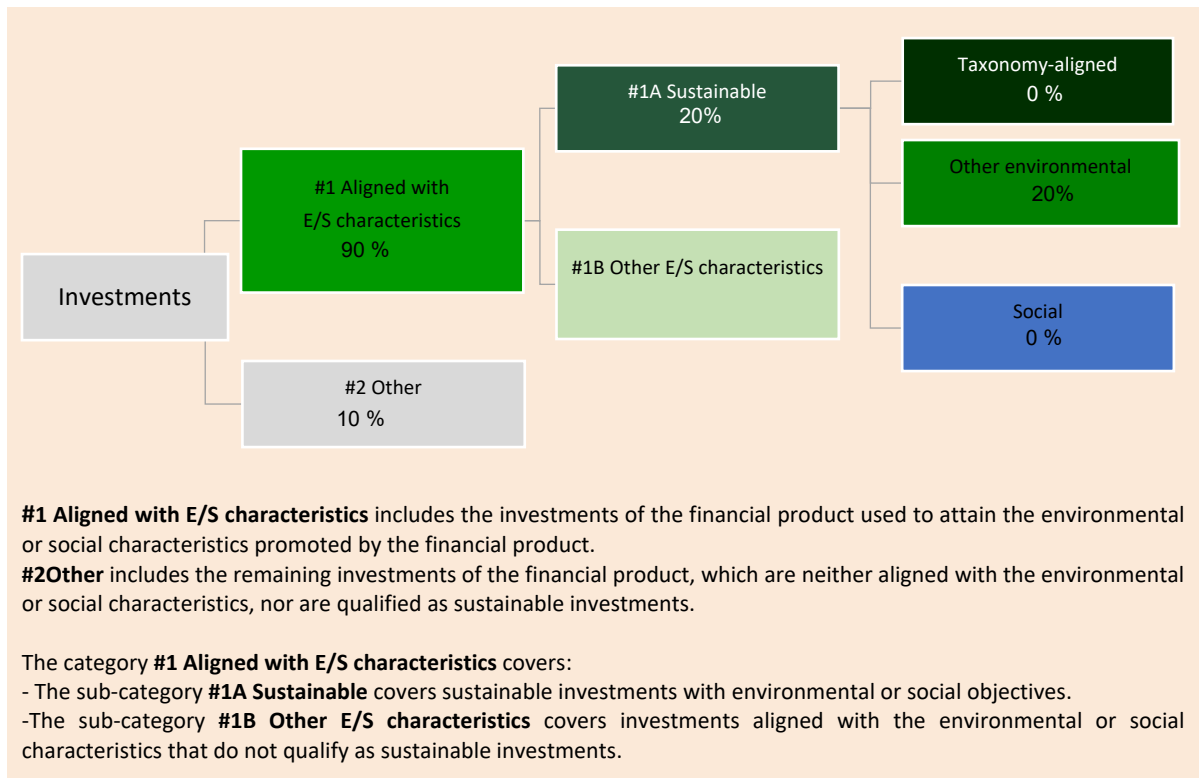 Investments
#1 Aligned with
E/S characteristics
90 %
#2 Other
10 %
#1A Sustainable
20%
#1B Other E/S characteristics
Taxonomy-aligned
0 %
Other environmental
20%
Social
0 %
#1 Aligned with E/S characteristics includes the investments of the financial product used to attain the environmental
or social characteristics promoted by the financial product.
#2Other includes the remaining investments of the financial product, which are neither aligned with the environmental
or social characteristics, nor are qualified as sustainable investments.
The category #1 Aligned with E/S characteristics covers:
- The sub-category #1A Sustainable covers sustainable investments with environmental or social objectives.
-The sub-category #1B Other E/S characteristics covers investments aligned with the environmental or social
characteristics that do not qualify as sustainable investments.